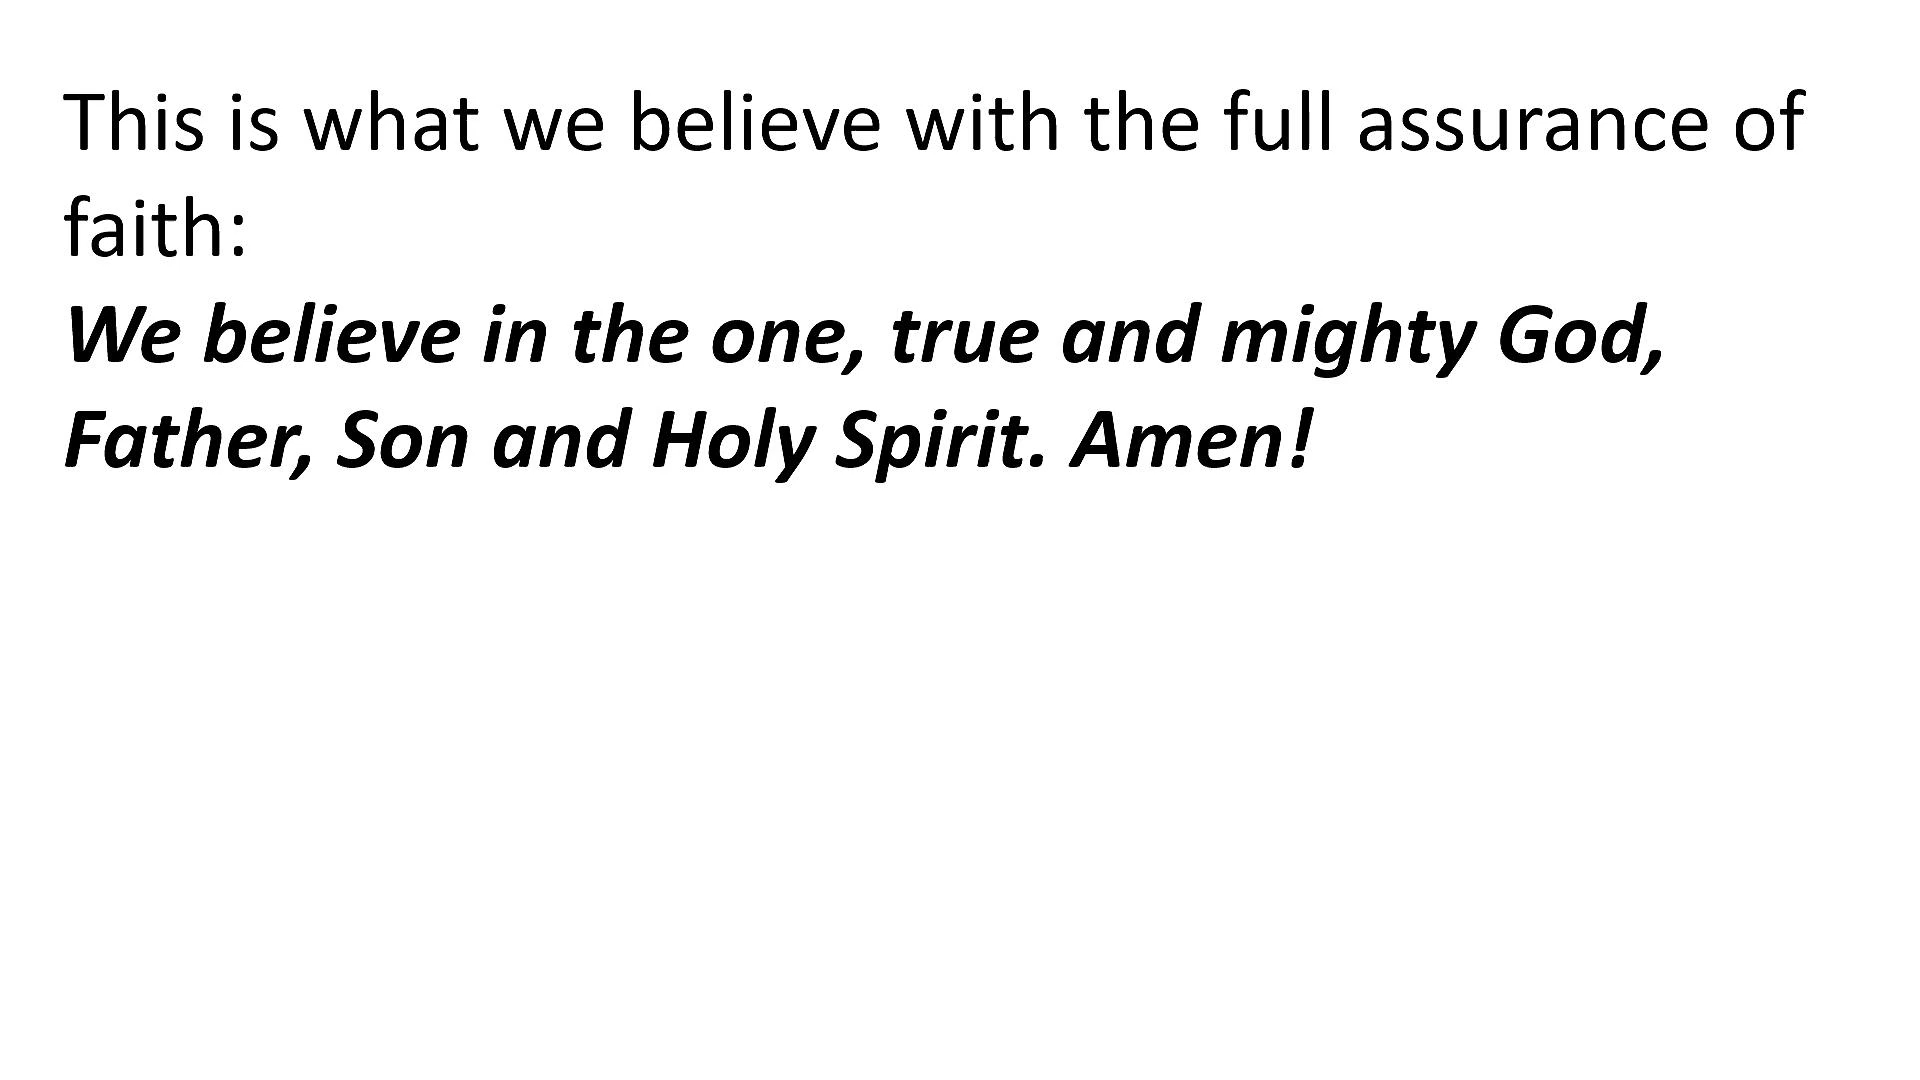 This is what we believe with the full assurance of
faith:
We believe in the one, true and mighty God,
Father, Son and Holy Spirit. Amen!